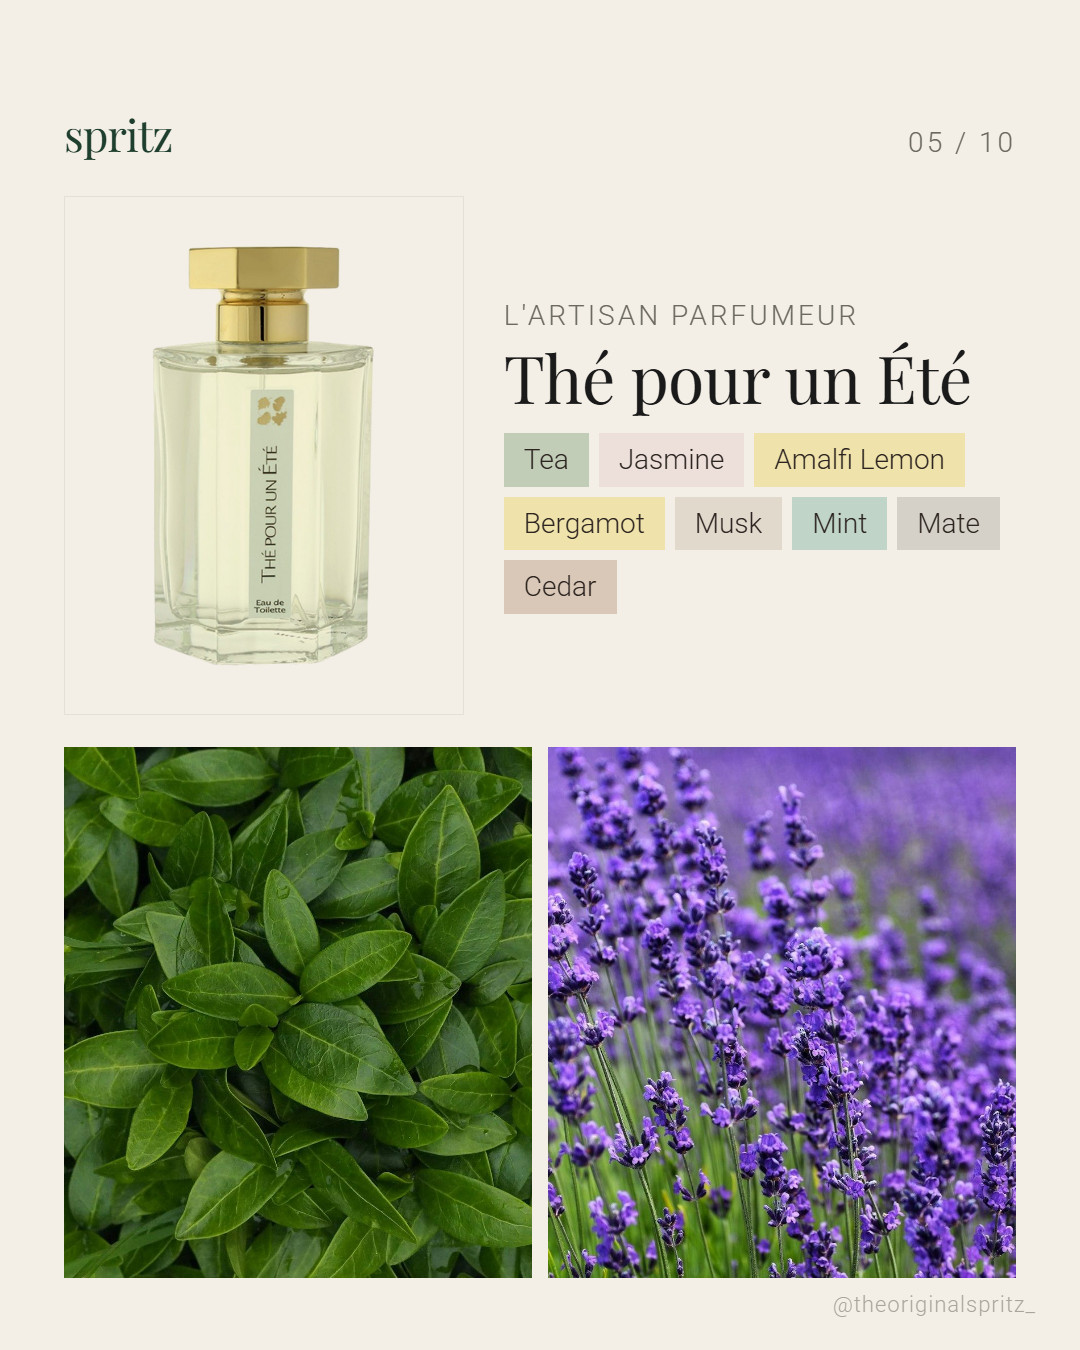 spritz
05 / 10
L'ARTISAN PARFUMEUR
Thé pour un Été
Tea Jasmine Amalfi Lemon
Bergamot Musk Mint Mate
Cedar
THÉ POUR UN ÉTÉ
Eau de
Toilette
@theoriginalspritz_